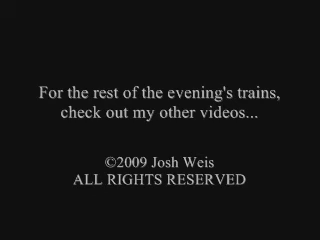 For the rest of the evening's trains,
check out my other videos...
©2009 Josh Weis
ALL RIGHTS RESERVED